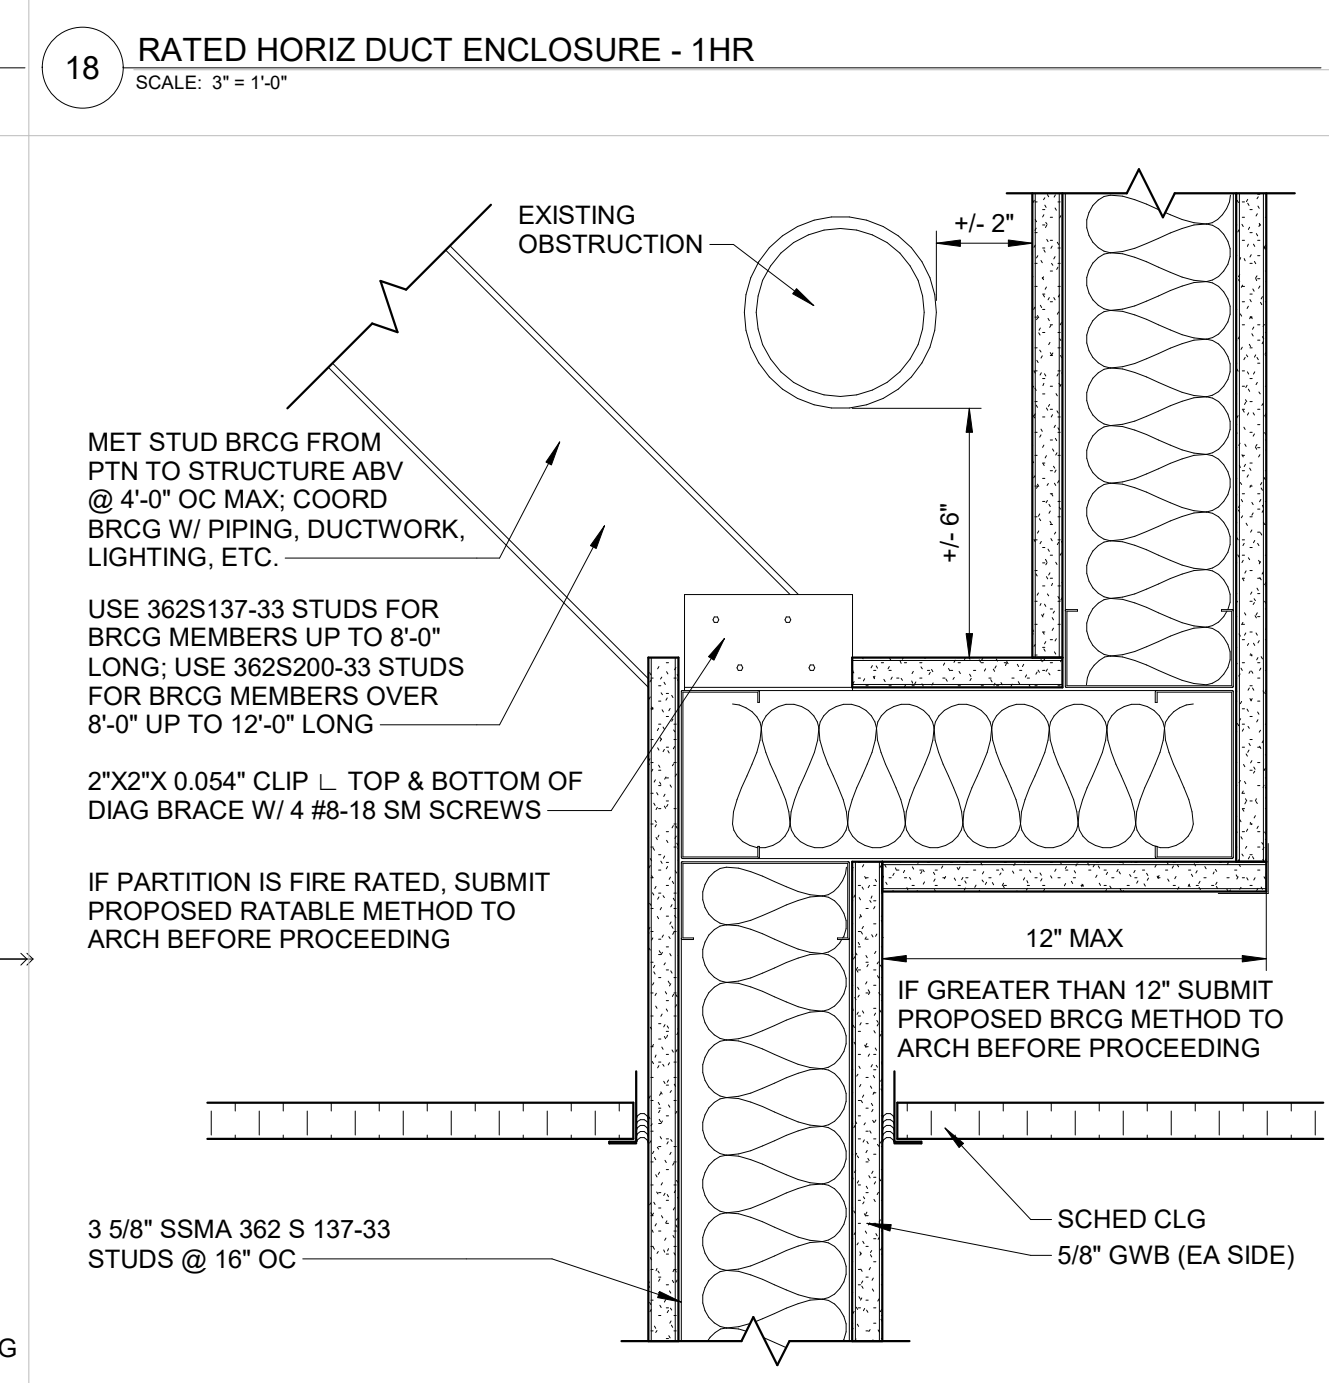 18
RATED HORIZ DUCT ENCLOSURE - 1HR
SCALE: 3" = 1'-0"
EXISTING
OBSTRUCTION
+/- 2"
MET STUD BRCG FROM
PTN TO STRUCTURE ABV
@ 4'-0" OC MAX; COORD
BRCG W/ PIPING, DUCTWORK,
LIGHTING, ETC.
+/- 6"
USE 362S137-33 STUDS FOR
BRCG MEMBERS UP TO 8'-0"
LONG; USE 362S200-33 STUDS
FOR BRCG MEMBERS OVER
8'-0" UP TO 12'-0" LONG
2"X2"X 0.054" CLIP ∟ TOP & BOTTOM OF
DIAG BRACE W/ 4 #8-18 SM SCREWS
IF PARTITION IS FIRE RATED, SUBMIT
PROPOSED RATABLE METHOD TO
ARCH BEFORE PROCEEDING
12" MAX
IF GREATER THAN 12" SUBMIT
PROPOSED BRCG METHOD TO
ARCH BEFORE PROCEEDING
3 5/8" SSMA 362 S 137-33
STUDS @ 16" OC
SCHED CLG
5/8" GWB (EA SIDE)
G